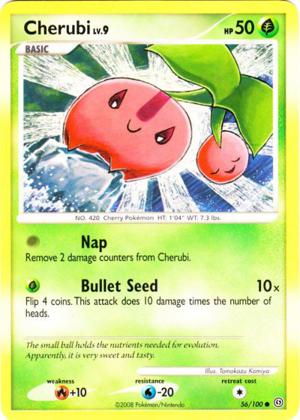 Cherubi LV.9 HP 50
BASIC
NO. 420 Cherry Pokémon HT: 1'04" WT: 7.3 lbs.
Nap
Remove 2 damage counters from Cherubi.
Bullet Seed 10x
Flip 4 coins. This attack does 10 damage times the number of
heads.
The small ball holds the nutrients needed for evolution.
Apparently, it is very sweet and tasty.
Illus. Tomokazu Komiya
weakness resistance retreat cost
+10 -20
©2008 Pokémon/Nintendo 56/100